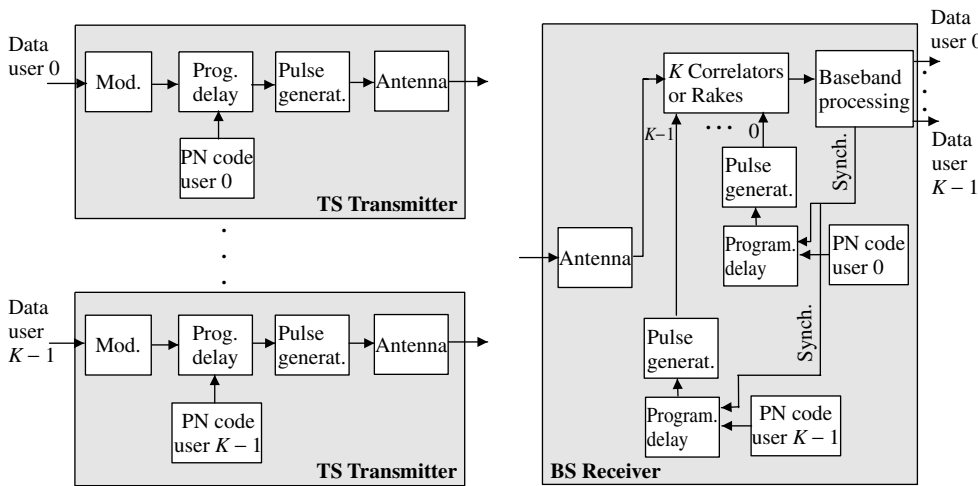 Data
user 0
Mod.
Prog.
delay
Pulse
generat.
Antenna
PN code
user 0
TS Transmitter
.
.
.
Data
user
K – 1
Mod.
Prog.
delay
Pulse
generat.
Antenna
PN code
user K – 1
TS Transmitter
K Correlators
or Rakes
Baseband
processing
Data
user 0
Data
user
K – 1
K–1
...
0
Synch.
Pulse
generat.
Antenna
Program.
delay
PN code
user 0
Synch.
Pulse
generat.
Program.
delay
PN code
user K – 1
BS Receiver